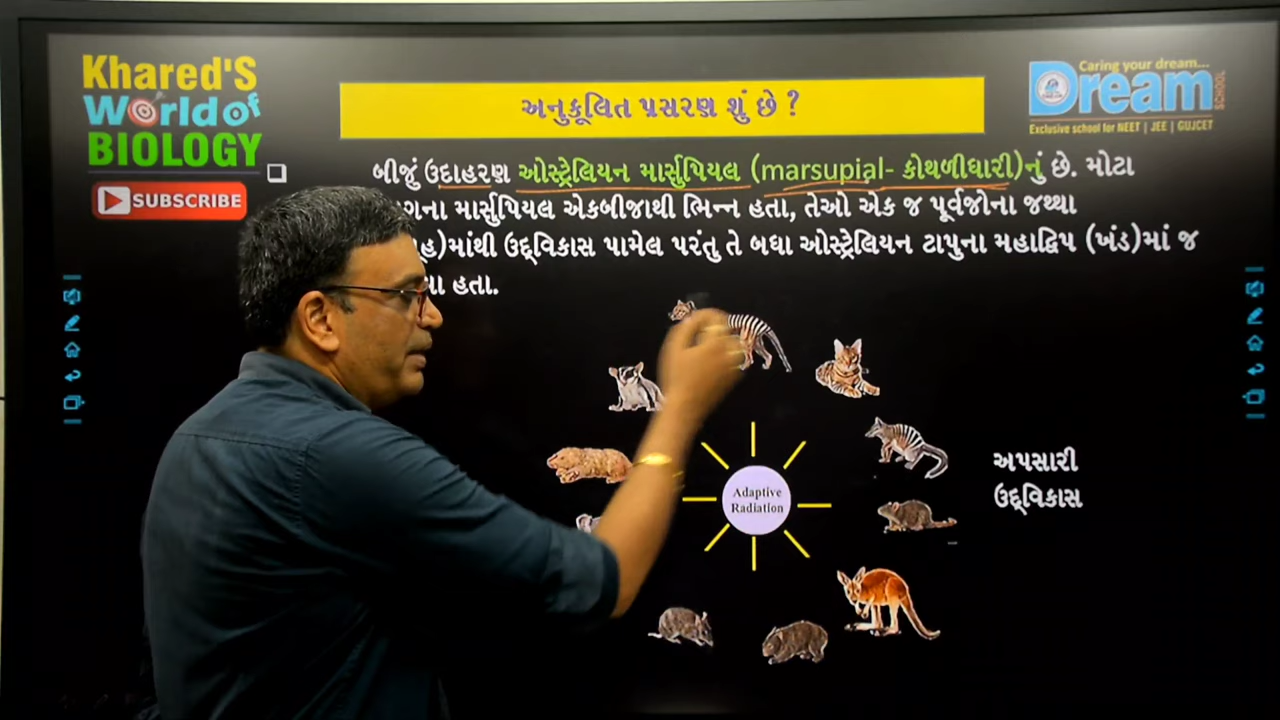 Khared'S
World of
BIOLOGY
SUBSCRIBE
Caring your dream...
Dream
SCHOOL
Exclusive school for NEET | JEE | GUJCET
અનુકૂલિત પ્રસરણ શું છે ?
બીજું ઉદાહરણ ઓસ્ટ્રેલિયન માર્સુપિયલ (marsupial- કોથળીધારી)નું છે. મોટા
માર્સુપિયલ એકબીજાથી ભિન્ન હતા, તેઓ એક જ પૂર્વજોના જથ્થા
ઉદ્‌વિકાસ પામેલ પરંતુ તે બધા ઓસ્ટ્રેલિયન ટાપુના મહાદ્વિપ (ખંડ)માં જ
હતા.
Adaptive
Radiation
અપસારી
ઉદ્‌વિકાસ